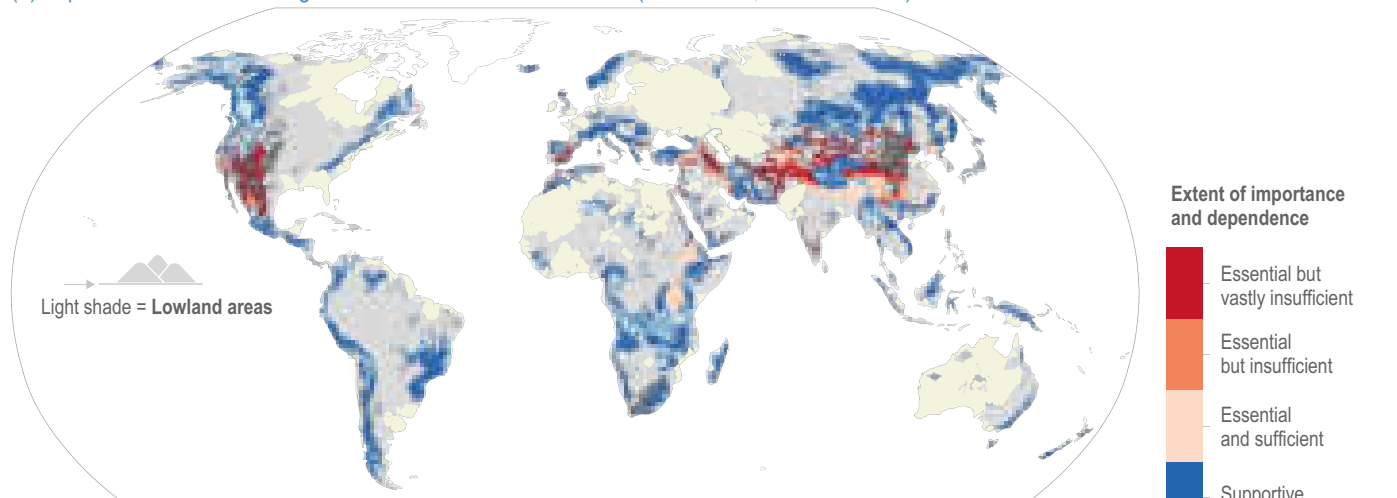 Extent of importance
and dependence
Essential but
vastly insufficient
Essential
but insufficient
Essential
and sufficient
Supportive
Light shade = Lowland areas